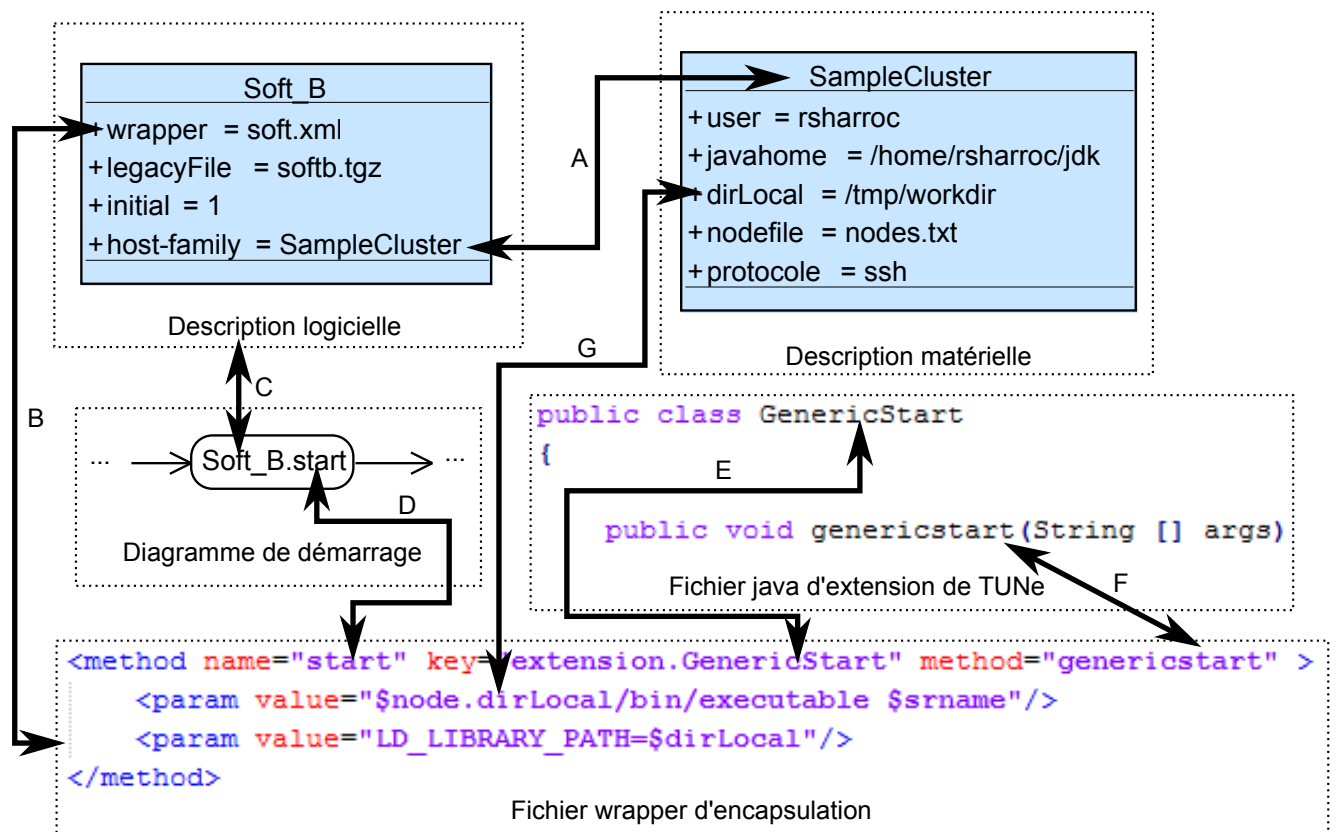 Soft_B
+wrapper = soft.xml
+legacyFile = softb.tgz
+initial = 1
+host-family = SampleCluster
Description logicielle
SampleCluster
+user = rsharroc
+javahome = /home/rsharroc/jdk
+dirLocal = /tmp/workdir
+nodefile = nodes.txt
+protocole = ssh
Description matérielle
A
G
B
C
... Soft_B.start ...
D
Diagramme de démarrage
public class GenericStart
{
E
public void genericstart(String [] args)
Fichier java d'extension de TUNe
F
<method name="start" key="extension.GenericStart" method="genericstart" >
<param value="$node.dirLocal/bin/executable $srname"/>
<param value="LD_LIBRARY_PATH=$dirLocal"/>
</method>
Fichier wrapper d'encapsulation